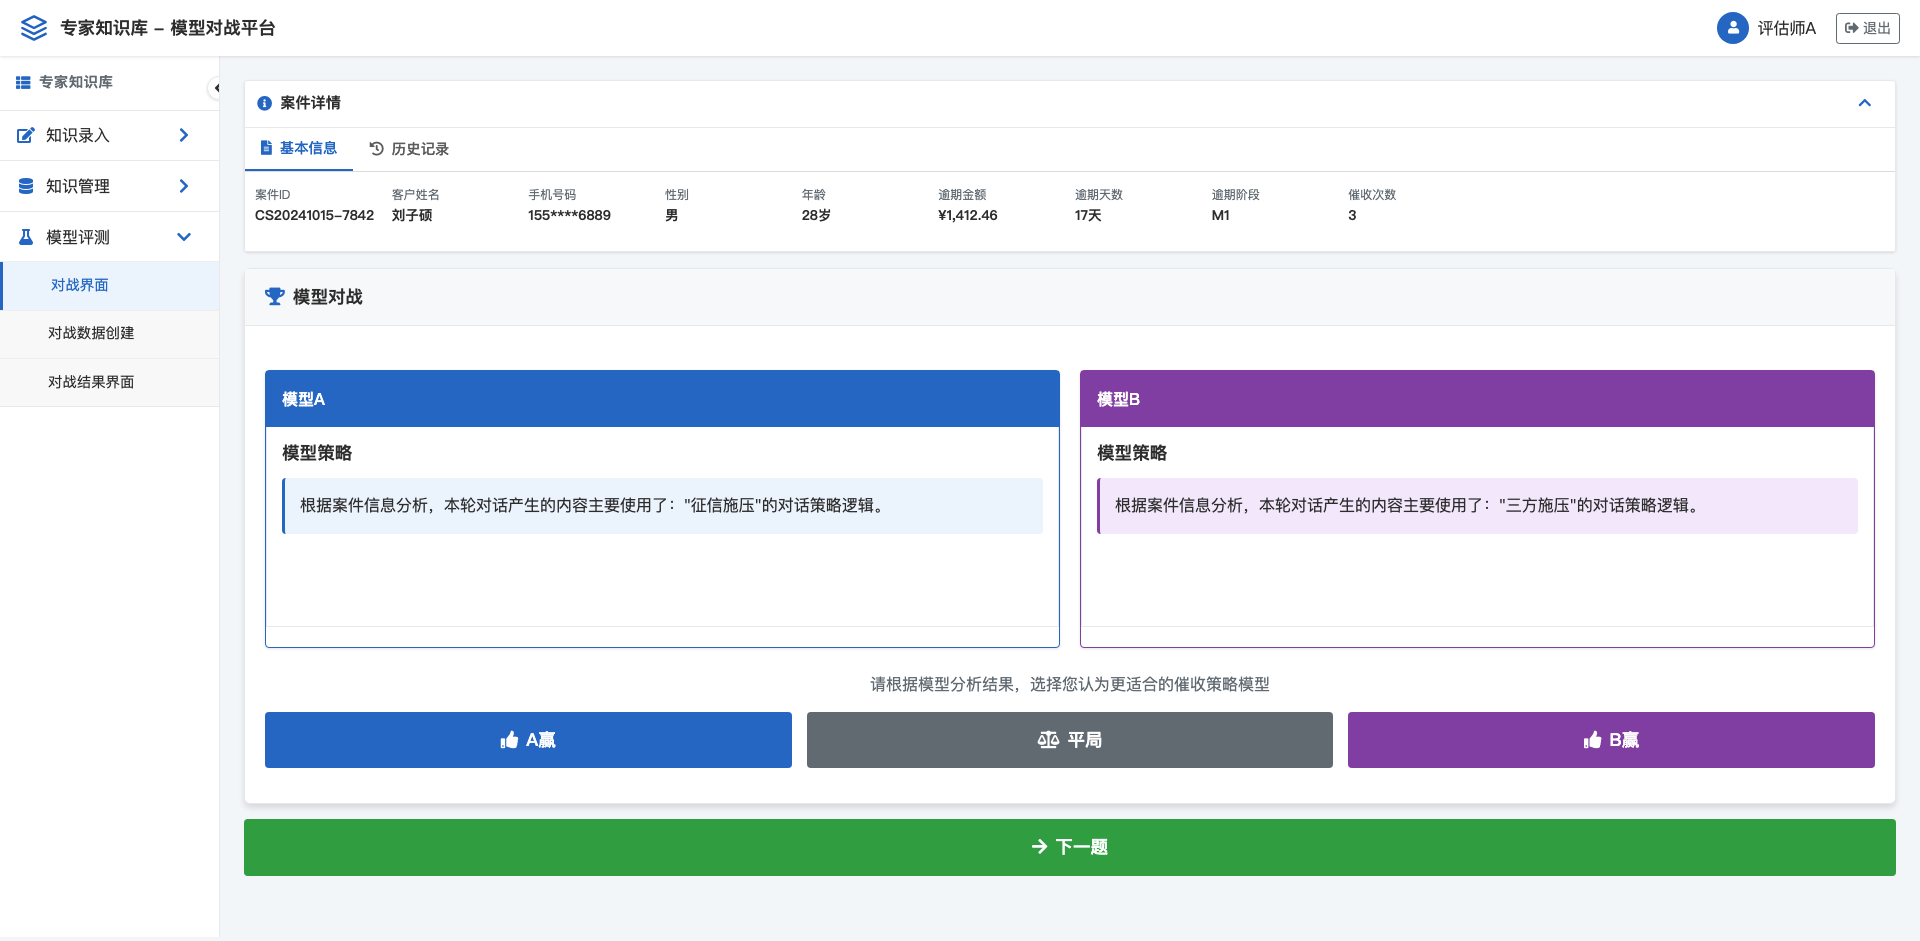 专家知识库 – 模型对战平台
评估师A
退出
专家知识库
知识录入
知识管理
模型评测
对战界面
对战数据创建
对战结果界面
案件详情
基本信息 历史记录
案件ID 客户姓名 手机号码 性别 年龄 逾期金额 逾期天数 逾期阶段 催收次数
CS20241015-7842 刘子硕 155****6889 男 28岁 ¥1,412.46 17天 M1 3
模型对战
模型A
模型策略
根据案件信息分析，本轮对话产生的内容主要使用了："征信施压"的对话策略逻辑。
模型B
模型策略
根据案件信息分析，本轮对话产生的内容主要使用了："三方施压"的对话策略逻辑。
请根据模型分析结果，选择您认为更适合的催收策略模型
A赢 平局 B赢
下一题